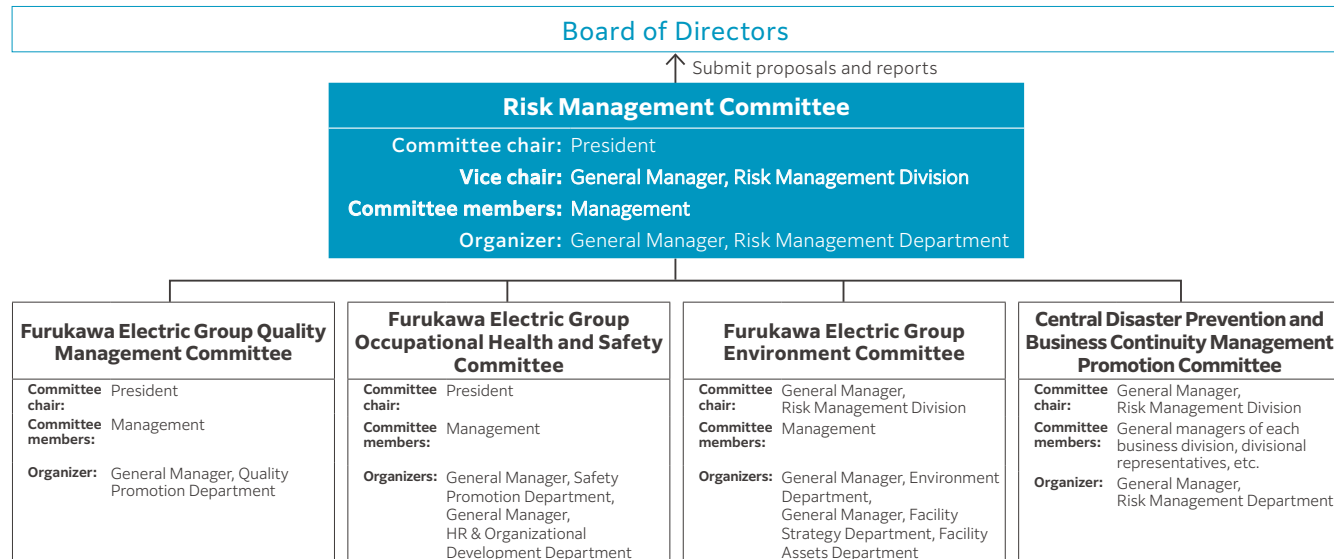 Board of Directors
Submit proposals and reports
Risk Management Committee
Committee chair: President
Vice chair: General Manager, Risk Management Division
Committee members: Management
Organizer: General Manager, Risk Management Department
Furukawa Electric Group Quality
Management Committee
Committee chair: President
Committee members: Management
Organizer: General Manager, Quality
Promotion Department
Furukawa Electric Group
Occupational Health and Safety
Committee
Committee chair: President
Committee members: Management
Organizers: General Manager, Safety
Promotion Department,
General Manager,
HR & Organizational
Development Department
Furukawa Electric Group
Environment Committee
Committee chair: General Manager,
Risk Management Division
Committee members: Management
Organizers: General Manager, Environment
Department,
General Manager, Facility
Strategy Department, Facility
Assets Department
Central Disaster Prevention and
Business Continuity Management
Promotion Committee
Committee chair: General Manager,
Risk Management Division
Committee members: General managers of each
business division, divisional
representatives, etc.
Organizer: General Manager,
Risk Management Department